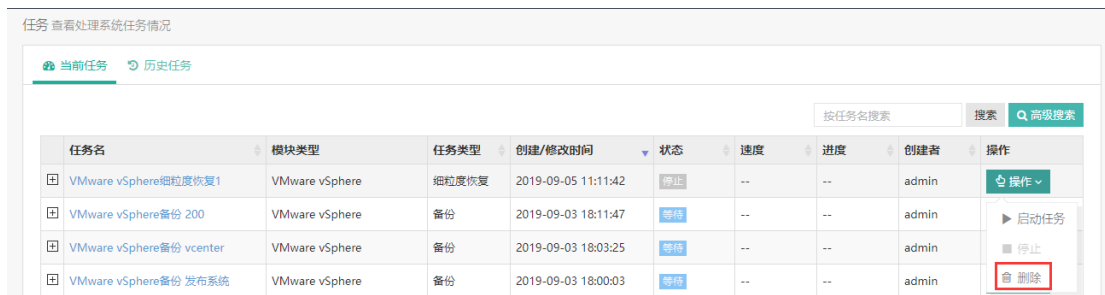 任务 查看处理系统任务情况
当前任务 历史任务
按任务名搜索 搜索 高级搜索
任务名 模块类型 任务类型 创建/修改时间 状态 速度 进度 创建者 操作
VMware vSphere细粒度恢复1 VMware vSphere 细粒度恢复 2019-09-05 11:11:42 停止 -- -- admin 操作
VMware vSphere备份 200 VMware vSphere 备份 2019-09-03 18:11:47 等待 -- -- admin 启动任务
VMware vSphere备份 vcenter VMware vSphere 备份 2019-09-03 18:03:25 等待 -- -- admin 停止
VMware vSphere备份 发布系统 VMware vSphere 备份 2019-09-03 18:00:03 等待 -- -- admin 删除